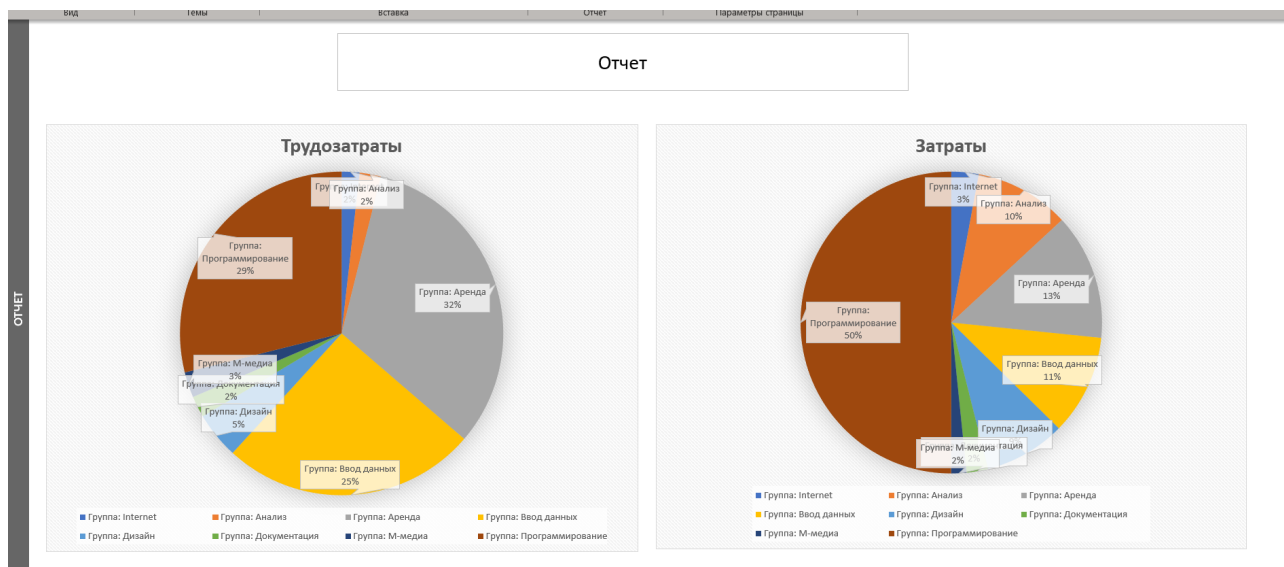 Вид Темы Вставка Отчет Параметры страницы
ОТЧЕТ
Отчет
Трудозатраты
Группа: Анализ
2%
Группа:
Программирование
29%
Группа: Аренда
32%
Группа: М-медиа
3%
Группа: Документация
2%
Группа: Дизайн
5%
Группа: Ввод данных
25%
Группа: Internet Группа: Анализ Группа: Аренда Группа: Ввод данных
Группа: Дизайн Группа: Документация Группа: М-медиа Группа: Программирование
Затраты
Группа: Internet
3%
Группа: Анализ
10%
Группа: Аренда
13%
Группа:
Программирование
50%
Группа: Ввод данных
11%
Группа: Дизайн
Группа: М-медиа
2%
2%
Группа: Internet Группа: Анализ Группа: Аренда
Группа: Ввод данных Группа: Дизайн Группа: Документация
Группа: М-медиа Группа: Программирование